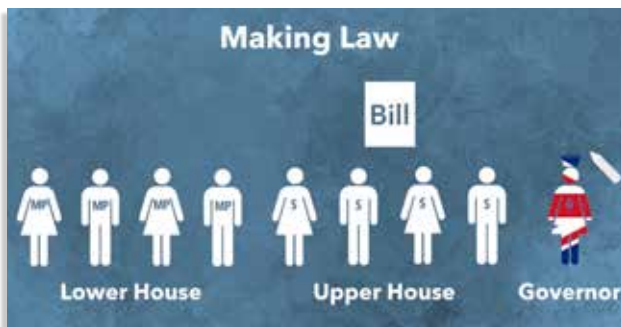 Making Law
Bill
MP MP MP MP S S S S G
Lower House Upper House Governor